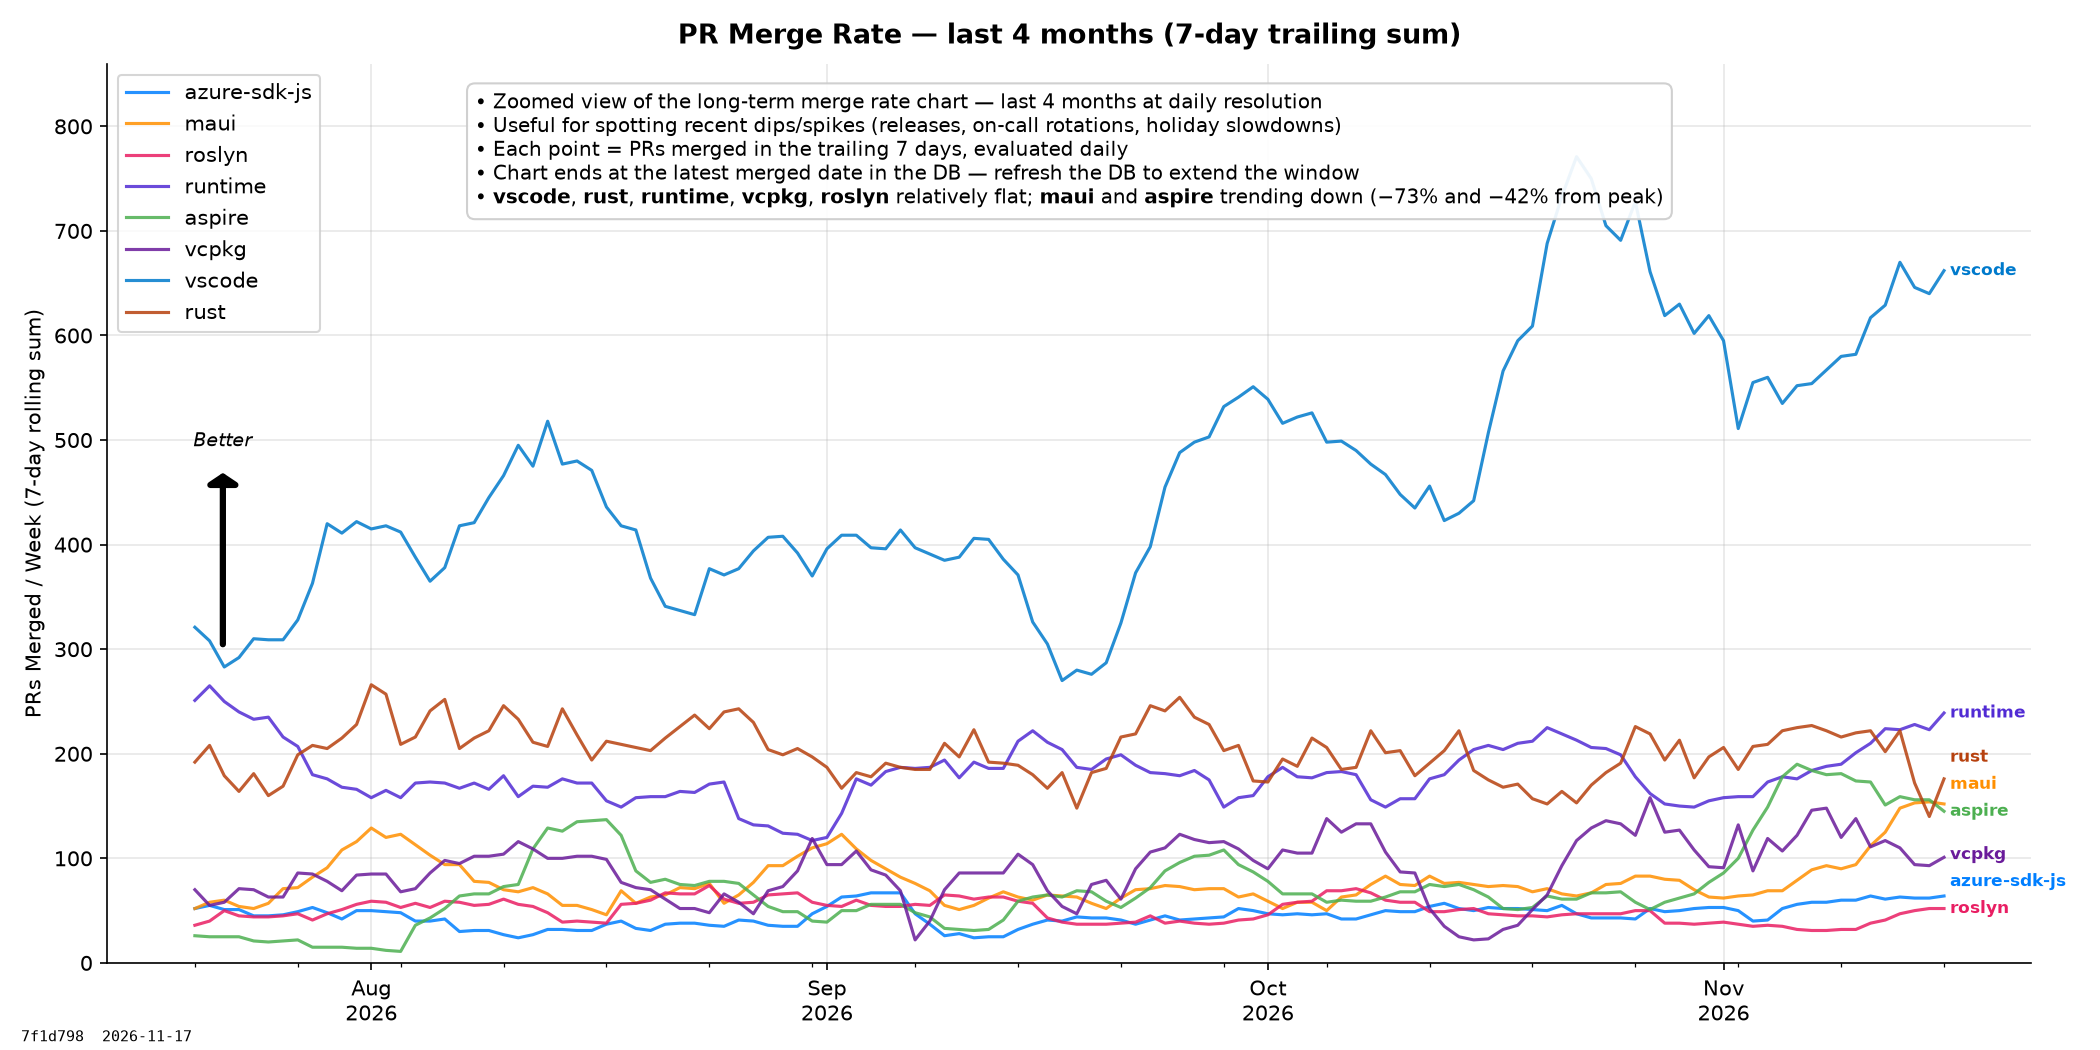 PR Merge Rate — last 4 months (7-day trailing sum)
azure-sdk-js
maui
roslyn
runtime
aspire
vcpkg
vscode
rust
• Zoomed view of the long-term merge rate chart — last 4 months at daily resolution
• Useful for spotting recent dips/spikes (releases, on-call rotations, holiday slowdowns)
• Each point = PRs merged in the trailing 7 days, evaluated daily
• Chart ends at the latest merged date in the DB — refresh the DB to extend the window
• vscode, rust, runtime, vcpkg, roslyn relatively flat; maui and aspire trending down (−73% and −42% from peak)
PRs Merged / Week (7-day rolling sum)
800
700
600
500
400
300
200
100
0
Better
vscode
runtime
rust
maui
aspire
vcpkg
azure-sdk-js
roslyn
Aug
2026
Sep
2026
Oct
2026
Nov
2026
7f1d798 2026-11-17